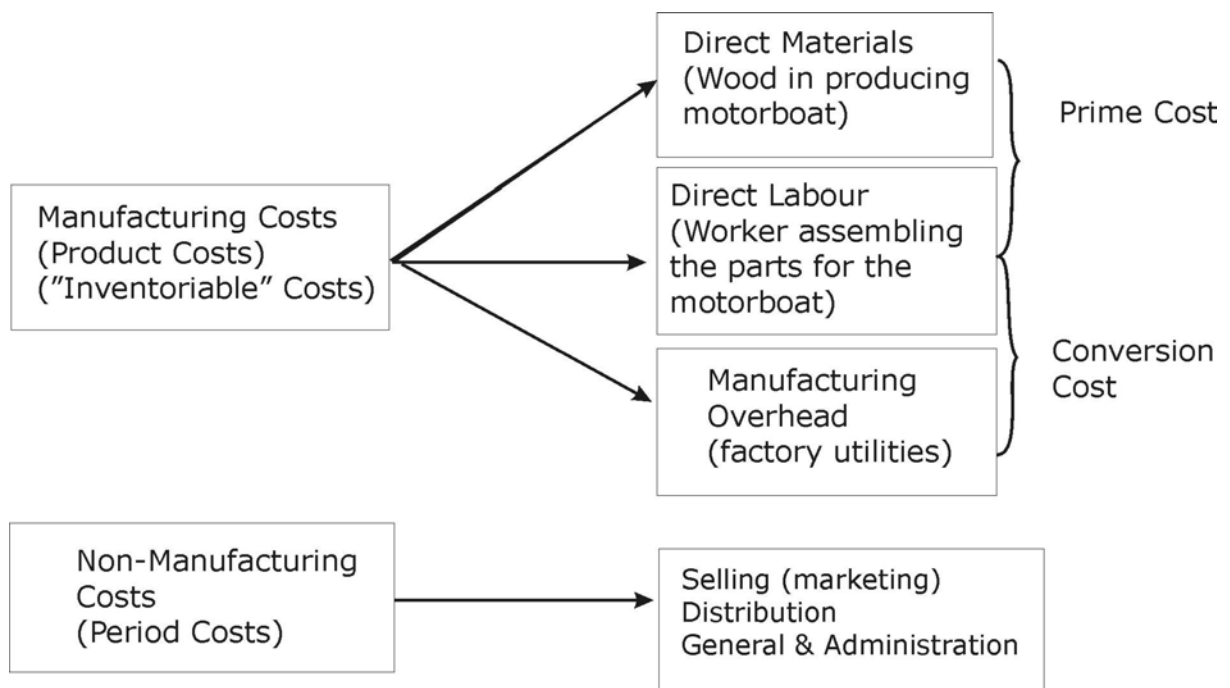 Direct Materials
(Wood in producing
motorboat)
Prime Cost
Manufacturing Costs
(Product Costs)
(”Inventoriable” Costs)
Direct Labour
(Worker assembling
the parts for the
motorboat)
Manufacturing
Overhead
(factory utilities)
Conversion
Cost
Non-Manufacturing
Costs
(Period Costs)
Selling (marketing)
Distribution
General & Administration